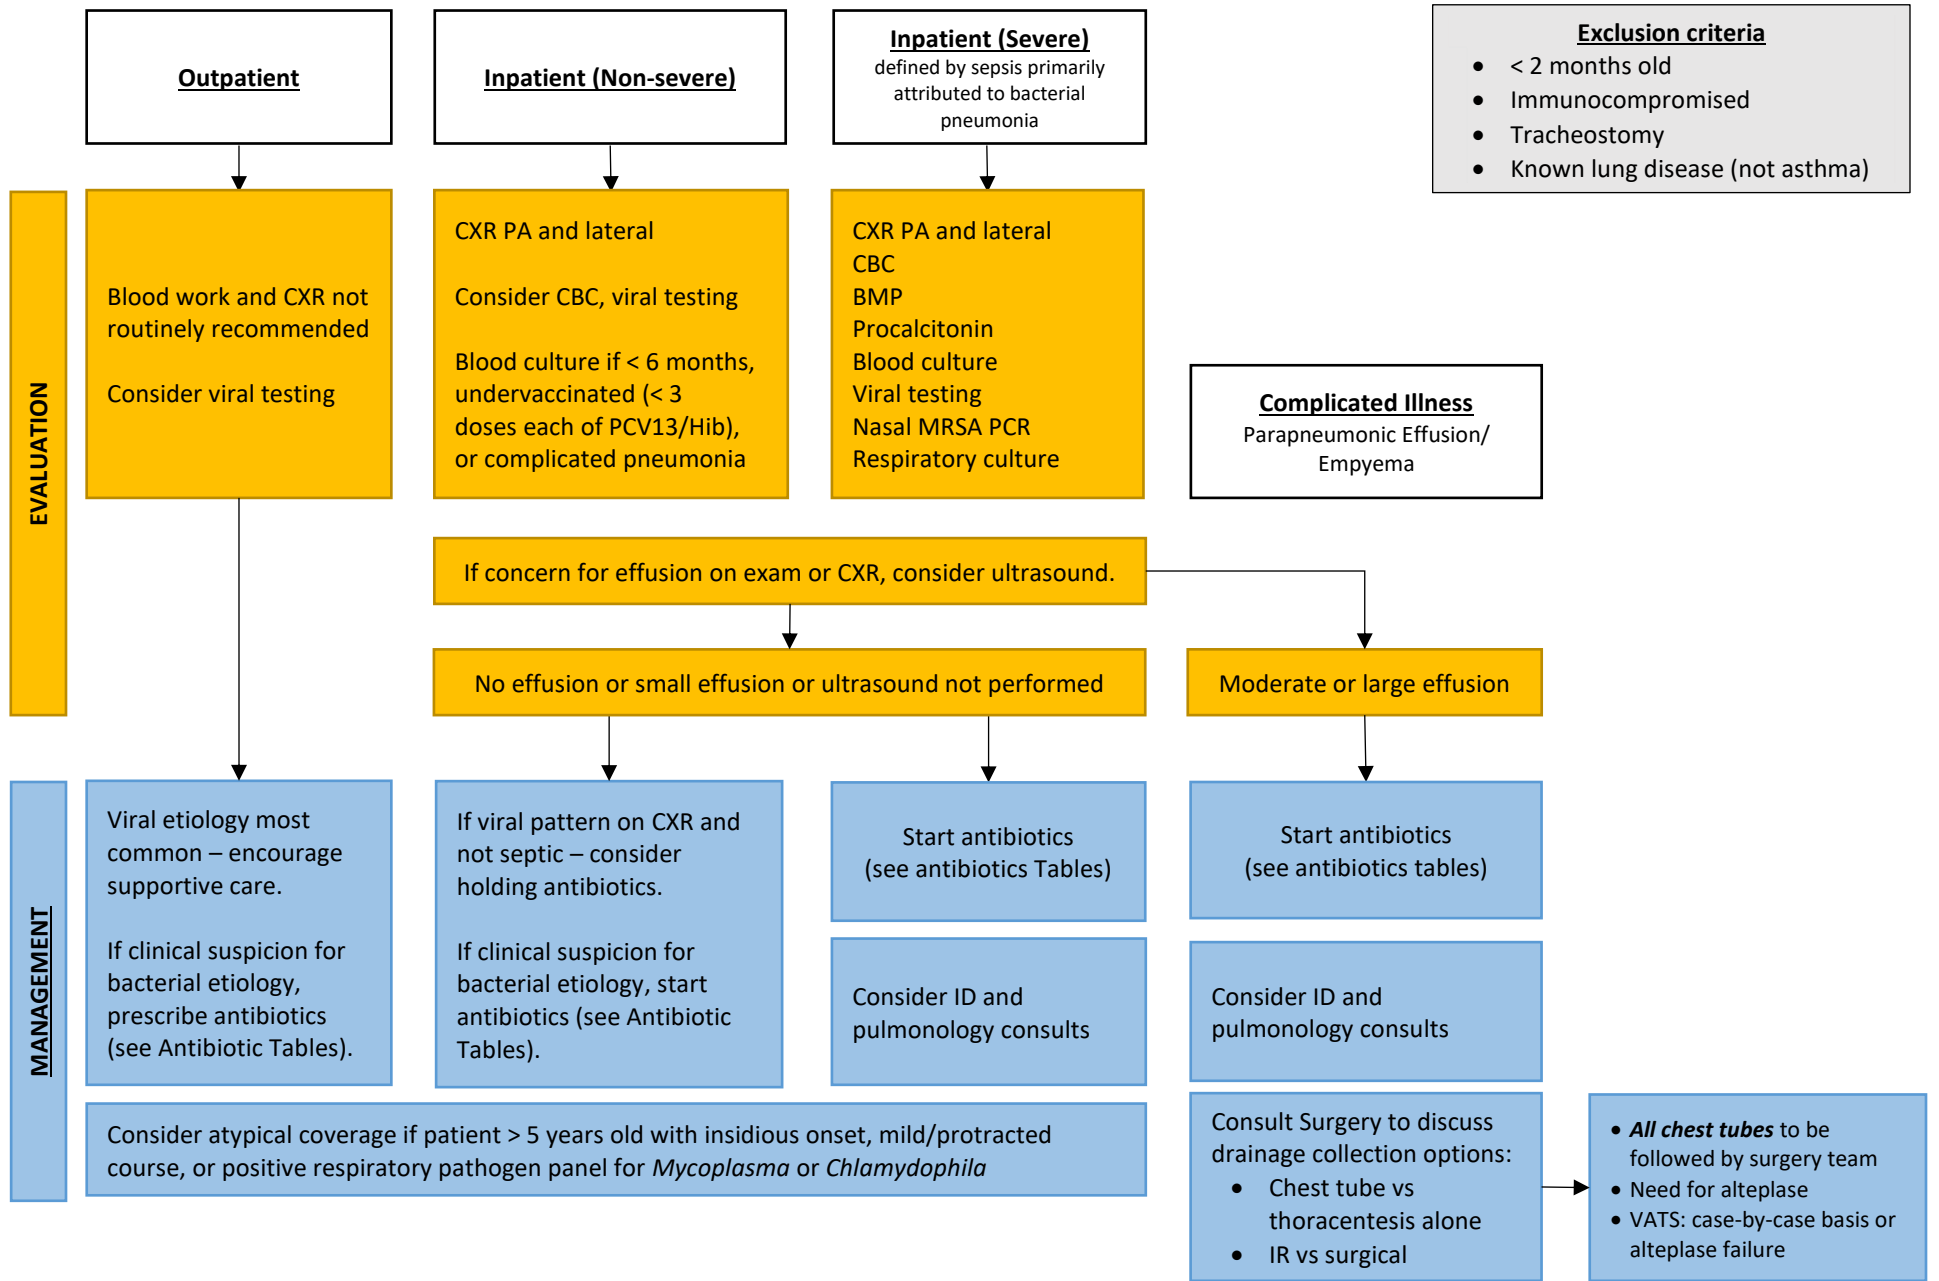 Outpatient
Inpatient (Non-severe)
Inpatient (Severe)
defined by sepsis primarily
attributed to bacterial
pneumonia
Exclusion criteria
• < 2 months old
• Immunocompromised
• Tracheostomy
• Known lung disease (not asthma)
EVALUATION
Blood work and CXR not
routinely recommended
Consider viral testing
CXR PA and lateral
Consider CBC, viral testing
Blood culture if < 6 months,
undervaccinated (< 3
doses each of PCV13/Hib),
or complicated pneumonia
CXR PA and lateral
CBC
BMP
Procalcitonin
Blood culture
Viral testing
Nasal MRSA PCR
Respiratory culture
Complicated Illness
Parapneumonic Effusion/
Empyema
If concern for effusion on exam or CXR, consider ultrasound.
No effusion or small effusion or ultrasound not performed
Moderate or large effusion
MANAGEMENT
Viral etiology most
common – encourage
supportive care.
If clinical suspicion for
bacterial etiology,
prescribe antibiotics
(see Antibiotic Tables).
If viral pattern on CXR and
not septic – consider
holding antibiotics.
If clinical suspicion for
bacterial etiology, start
antibiotics (see Antibiotic
Tables).
Start antibiotics
(see antibiotics Tables)
Consider ID and
pulmonology consults
Start antibiotics
(see antibiotics tables)
Consider ID and
pulmonology consults
Consider atypical coverage if patient > 5 years old with insidious onset, mild/protracted
course, or positive respiratory pathogen panel for Mycoplasma or Chlamydophila
Consult Surgery to discuss
drainage collection options:
• Chest tube vs
thoracentesis alone
• IR vs surgical
• All chest tubes to be
followed by surgery team
• Need for alteplase
• VATS: case-by-case basis or
alteplase failure